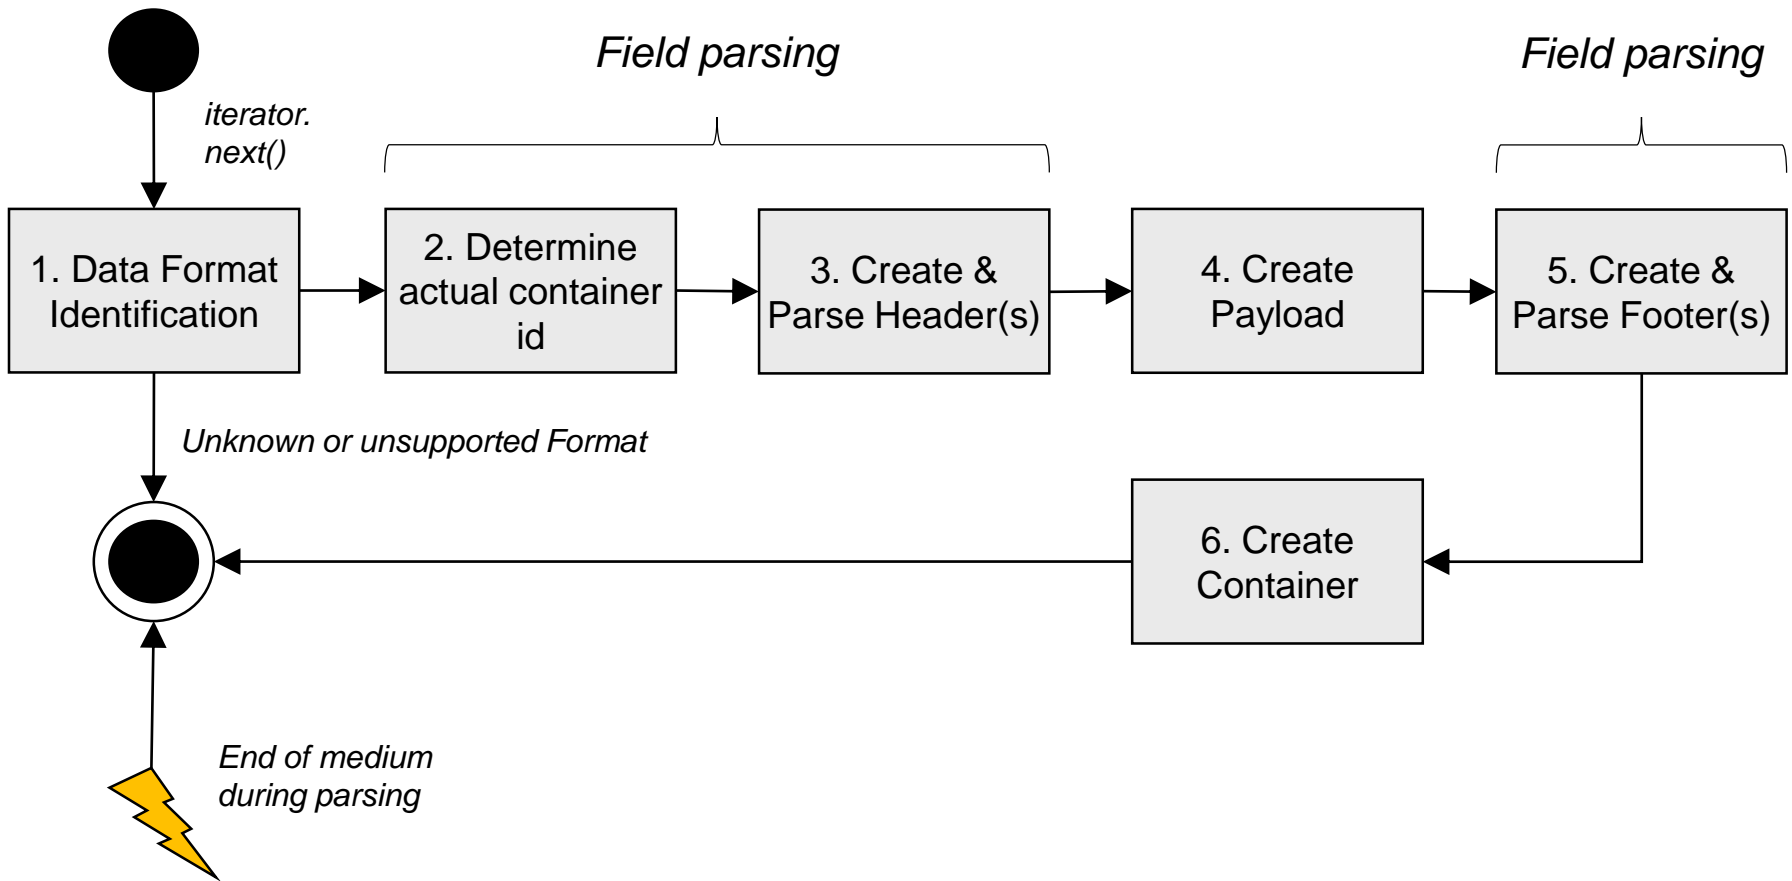 Field parsing
Field parsing
iterator.
next()
1. Data Format
Identification
2. Determine
actual container
id
3. Create &
Parse Header(s)
4. Create
Payload
5. Create &
Parse Footer(s)
Unknown or unsupported Format
6. Create
Container
End of medium
during parsing